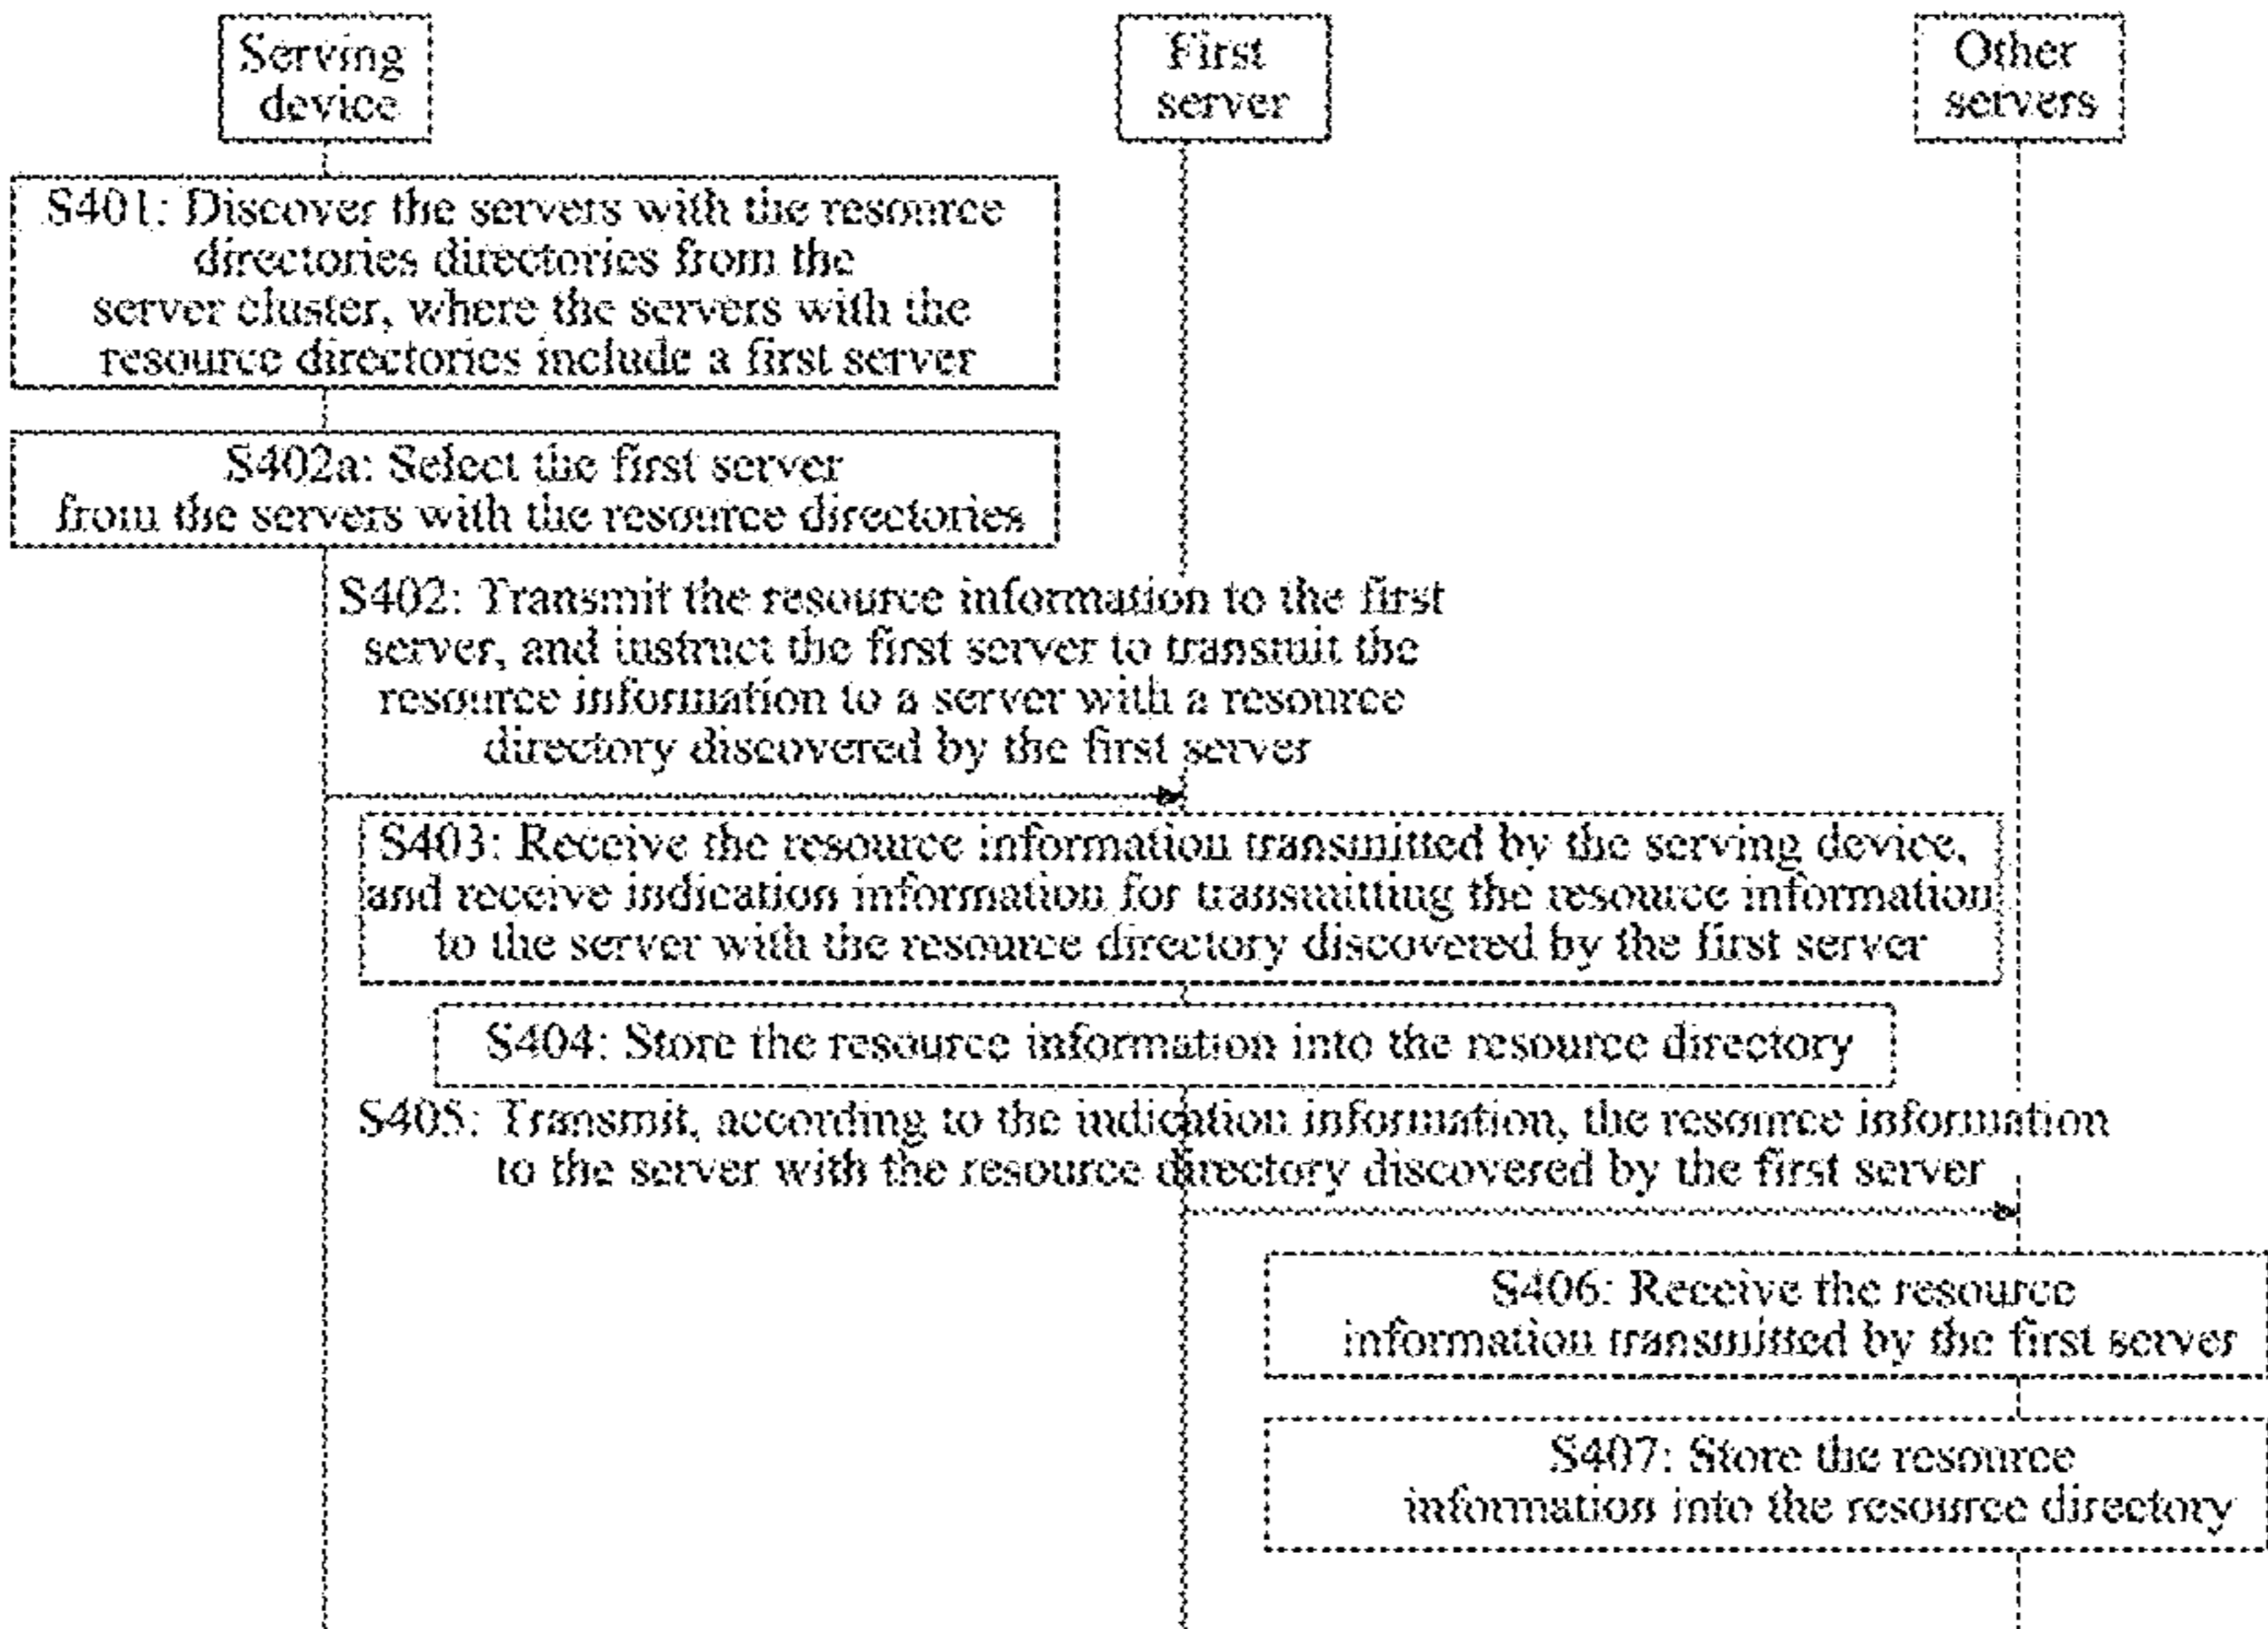 Serving
device
First
server
Other
servers
S401: Discover the servers with the resource
directories directories from the
server cluster, where the servers with the
resource directories include a first server
S402a: Select the first server
from the servers with the resource directories
S402: Transmit the resource information to the first
server, and instruct the first server to transmit the
resource information to a server with a resource
directory discovered by the first server
S403: Receive the resource information transmitted by the serving device,
and receive indication information for transmitting the resource information
to the server with the resource directory discovered by the first server
S404: Store the resource information into the resource directory
S405: Transmit, according to the indication information, the resource information
to the server with the resource directory discovered by the first server
S406: Receive the resource
information transmitted by the first server
S407: Store the resource
information into the resource directory